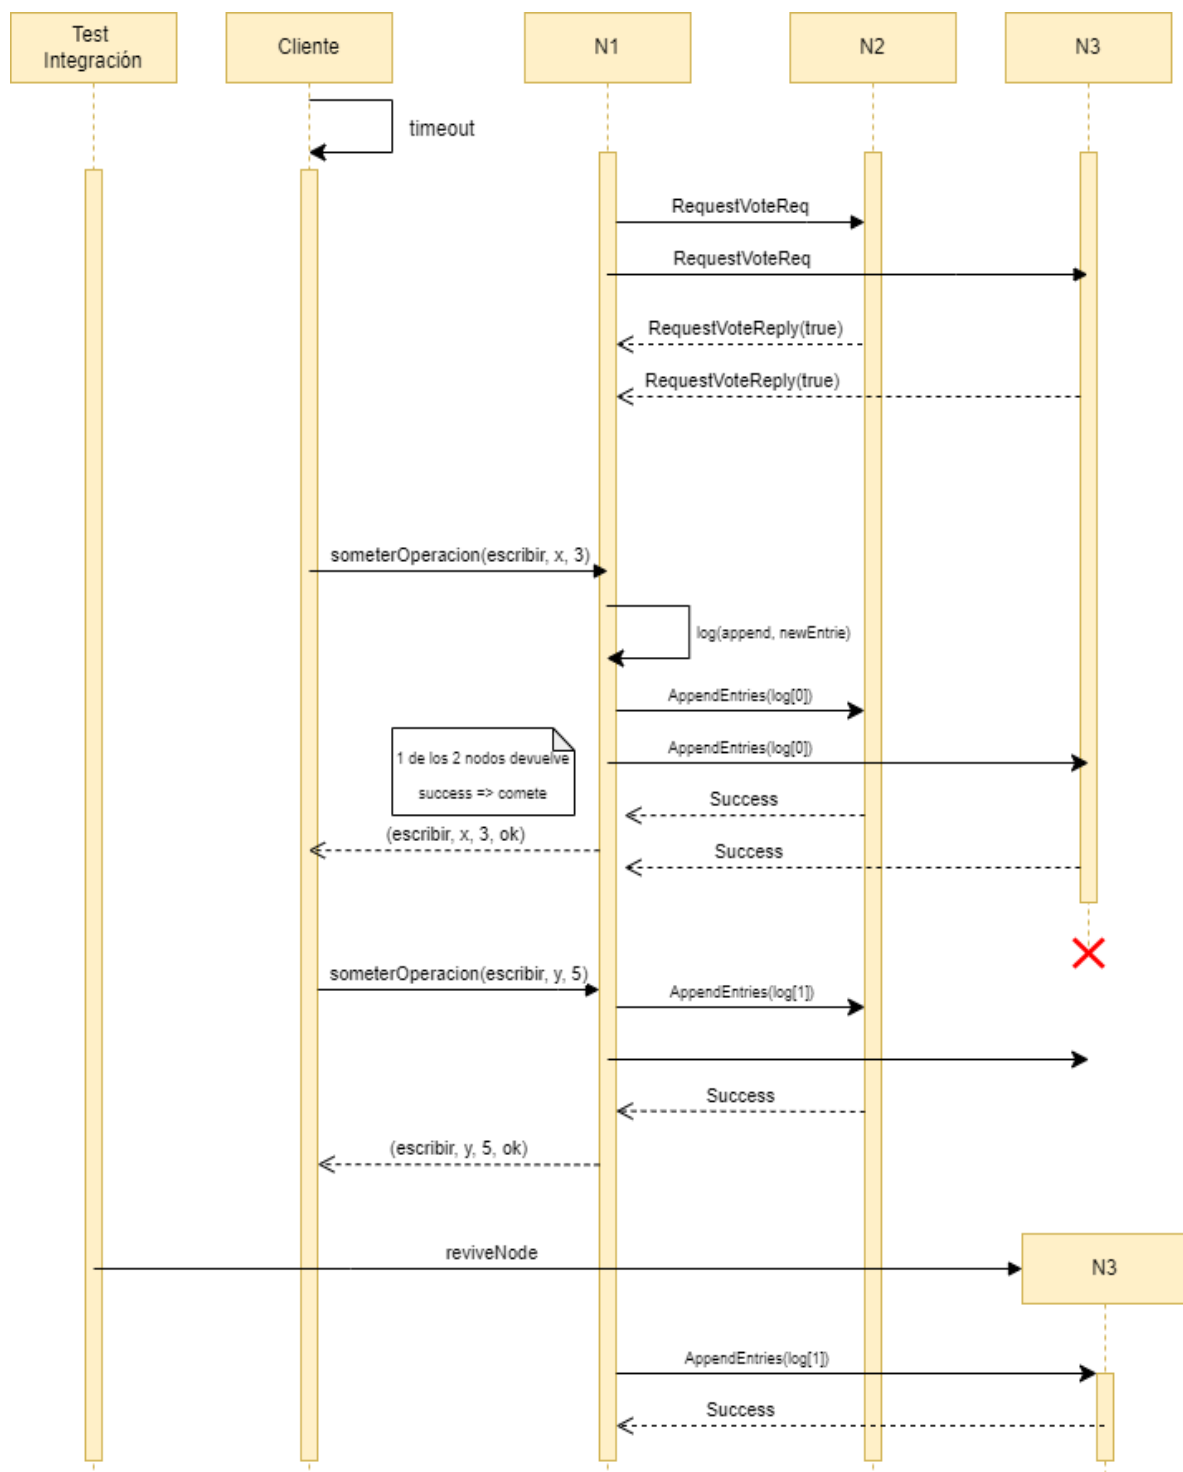 Test
Integración
Cliente
N1
N2
N3
timeout
RequestVoteReq
RequestVoteReq
RequestVoteReply(true)
RequestVoteReply(true)
someterOperacion(escribir, x, 3)
log(append, newEntrie)
AppendEntries(log[0])
1 de los 2 nodos devuelve
success => comete
AppendEntries(log[0])
Success
(escribir, x, 3, ok)
Success
someterOperacion(escribir, y, 5)
AppendEntries(log[1])
Success
(escribir, y, 5, ok)
reviveNode
N3
AppendEntries(log[1])
Success